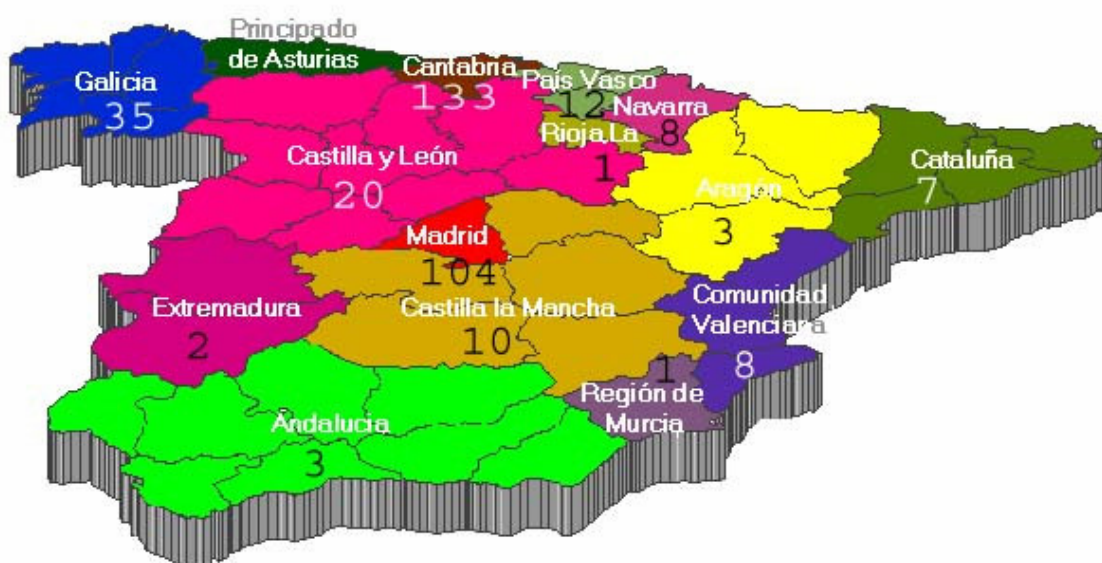 Principado
de Asturias
Galicia
35
Cantabria
133
País Vasco
12
Navarra
8
Rioja,La
1
Castilla y León
20
Cataluña
7
Aragón
3
Madrid
104
Extremadura
2
Castilla la Mancha
10
Comunidad
Valenciana
8
1
Región de
Murcia
Andalucia
3